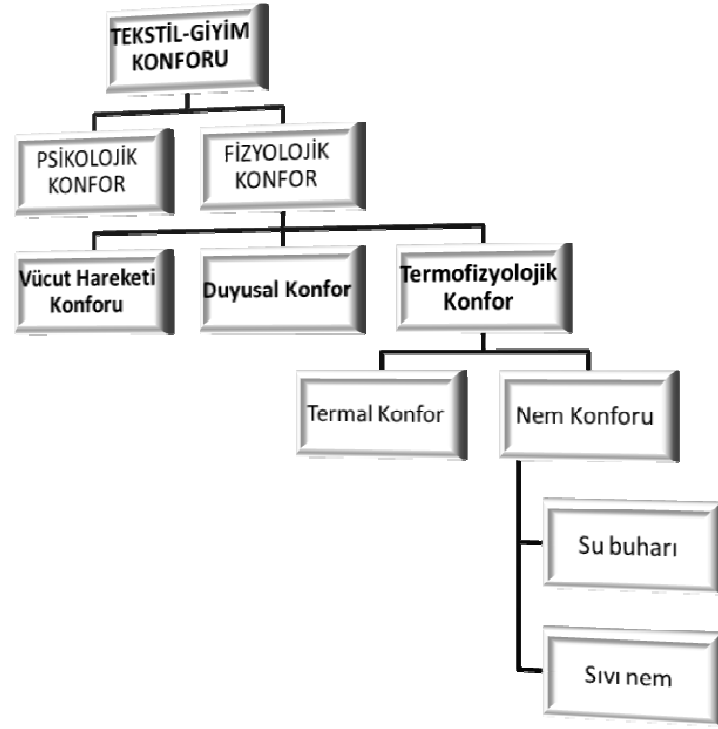 TEKSTİL-GİYİM
KONFORU
PSİKOLOJİK
KONFOR
FİZYOLOJİK
KONFOR
Vücut Hareketi
Konforu
Duyusal Konfor
Termofizyolojik
Konfor
Termal Konfor
Nem Konforu
Su buharı
Sıvı nem